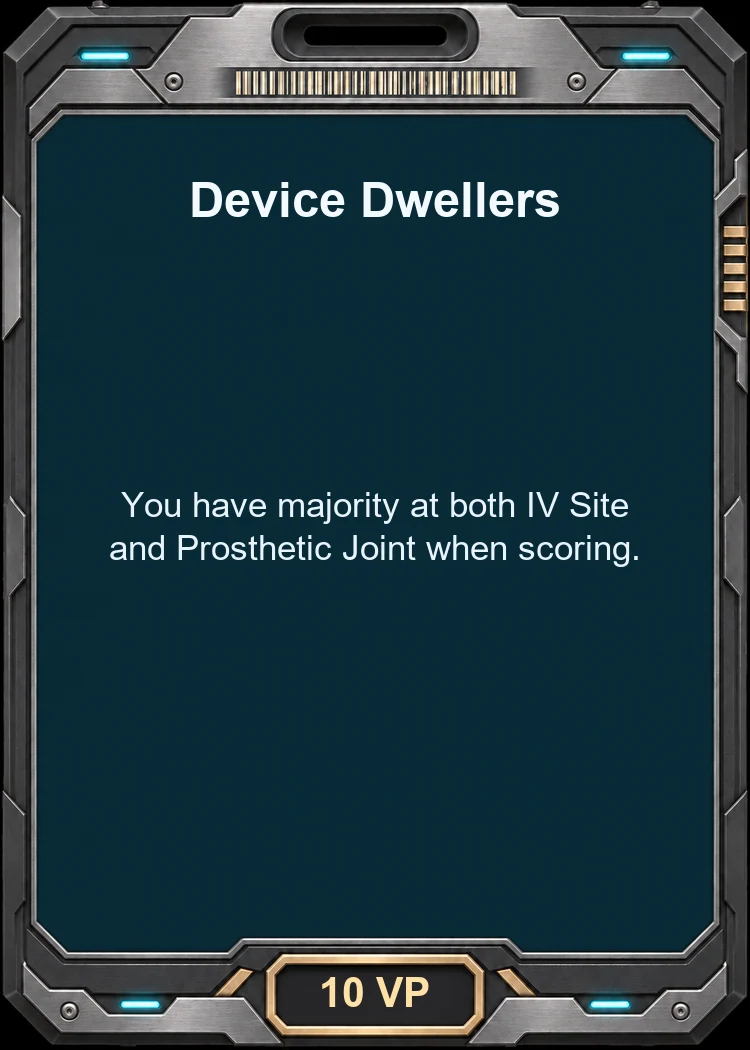 Device Dwellers
You have majority at both IV Site
and Prosthetic Joint when scoring.
10 VP